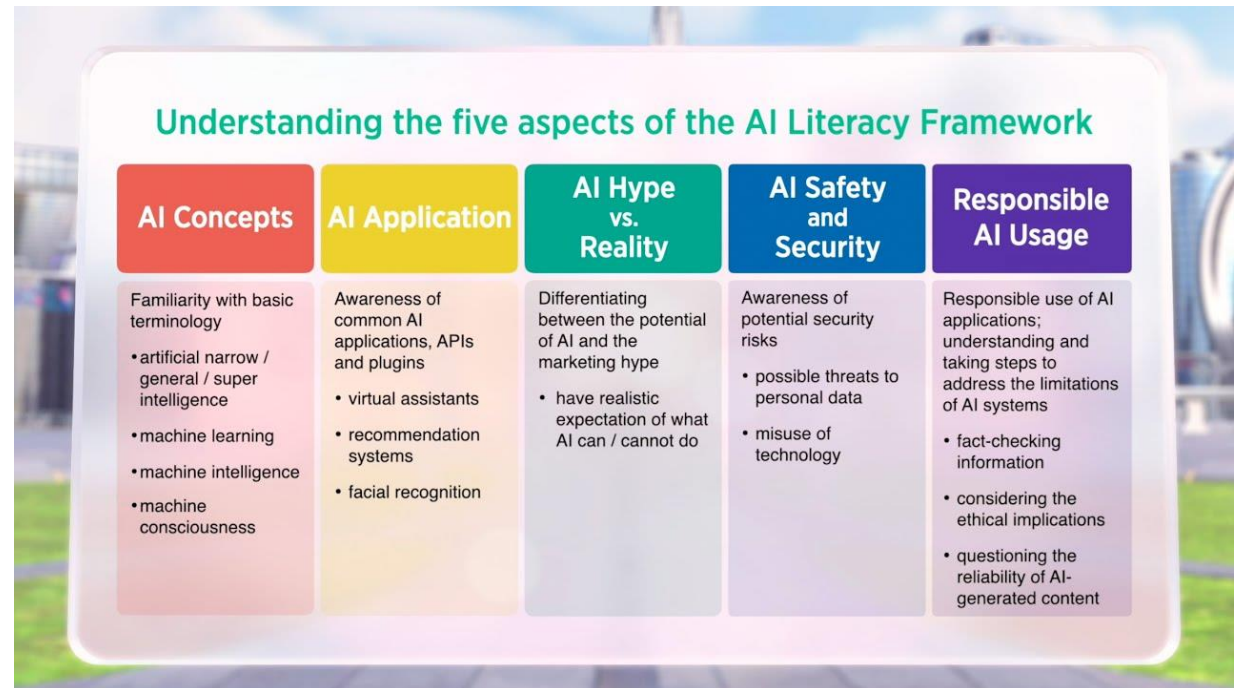 Understanding the five aspects of the AI Literacy Framework
AI Concepts
Familiarity with basic
terminology
•artificial narrow /
general / super
intelligence
•machine learning
•machine intelligence
•machine
consciousness
AI Application
Awareness of
common AI
applications, APIs
and plugins
• virtual assistants
• recommendation
systems
• facial recognition
AI Hype
vs.
Reality
Differentiating
between the potential
of AI and the
marketing hype
• have realistic
expectation of what
AI can / cannot do
AI Safety
and
Security
Awareness of
potential security
risks
• possible threats to
personal data
• misuse of
technology
Responsible
AI Usage
Responsible use of AI
applications;
understanding and
taking steps to
address the limitations
of AI systems
• fact-checking
information
• considering the
ethical implications
• questioning the
reliability of AI-
generated content